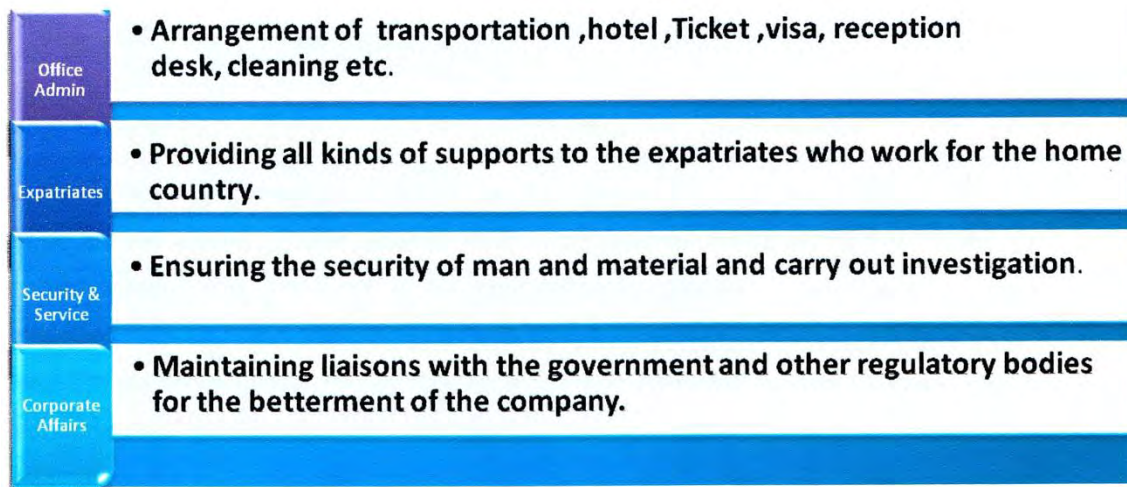 Office
Admin
• Arrangement of transportation ,hotel ,Ticket ,visa, reception
desk, cleaning etc.
Expatriates
• Providing all kinds of supports to the expatriates who work for the home
country.
Security &
Service
• Ensuring the security of man and material and carry out investigation.
Corporate
Affairs
• Maintaining liaisons with the government and other regulatory bodies
for the betterment of the company.